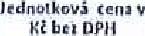 Jednotková cena v
Kč bez DPH